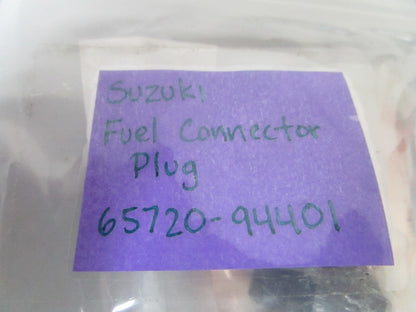 Suzuki
Fuel Connector
Plug
65720-94401